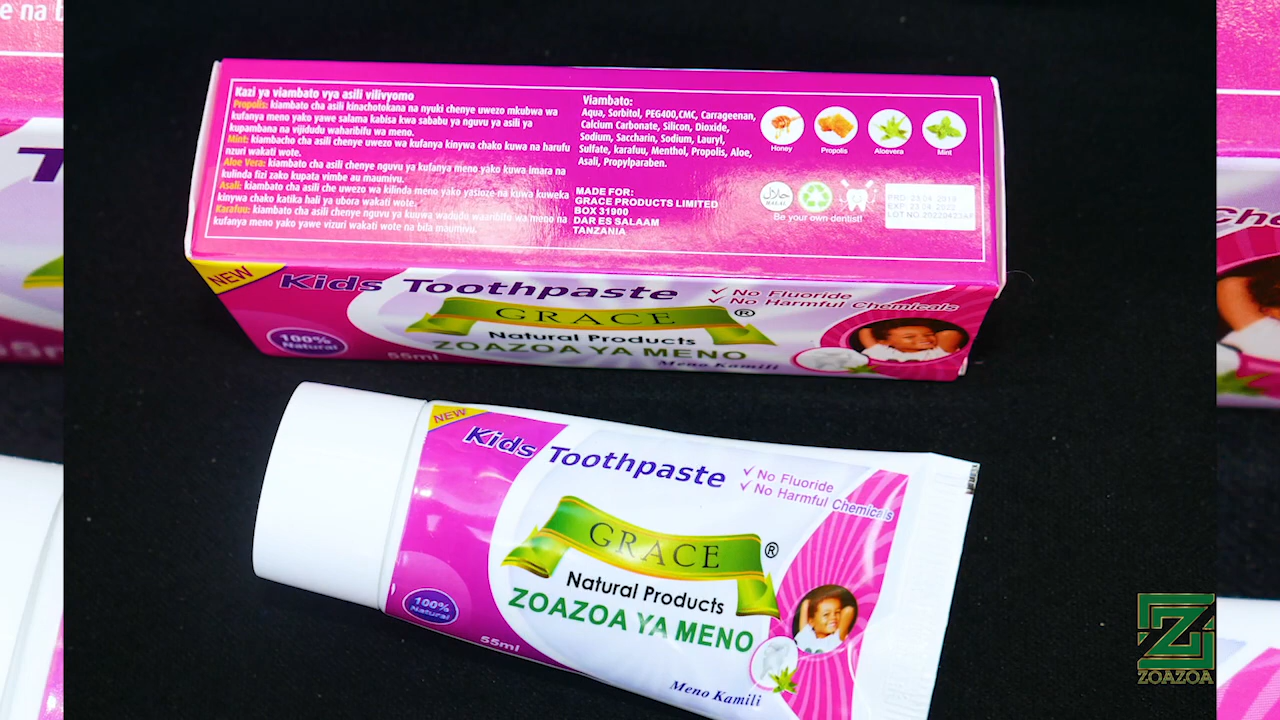 Kazi ya viambato vya asili vilivyomo
Propolis: kiambato cha asili kinachotokana na nyuki chenye uwezo mkubwa wa
kufanya meno yako yawe salama kabisa kwa sababu ya nguvu ya asili ya
kupambana na vijidudu waharibifu wa meno.
Mint: kiambacho cha asili chenye uwezo wa kufanya kinywa chako kuwa na harufu
nzuri wakati wote.
Aloe Vera: kiambato cha asili chenye nguvu ya kufanya meno yako kuwa imara na
kulinda fizi zako kupata vimbe au maumivu.
Asali: kiambato cha asili che uwezo wa kilinda meno yako yasioze na kuwa kuweka
kinywa chako katika hali ya ubora wakati wote.
Karafuu: kiambato cha asili chenye nguvu ya kuuwa wadudu waaribifu wa meno na
kufanya meno yako yawe vizuri wakati wote na bila maumivu.
Viambato:
Aqua, Sorbitol, PEG400,CMC, Carrageenan,
Calcium Carbonate, Silicon, Dioxide,
Sodium, Saccharin, Sodium, Lauryl,
Sulfate, karafuu, Menthol, Propolis, Aloe,
Asali, Propylparaben.
MADE FOR:
GRACE PRODUCTS LIMITED
BOX 31900
DAR ES SALAAM
TANZANIA
Honey
Propolis
Aloevera
Mint
حلال
HALAL
Be your own dentist!
PRD: 23.04. 2019
EXP: 23.04. 2022
NEW
Kids Toothpaste
No Fluoride
No Harmful Chemicals
GRACE ®
Natural Products
ZOAZOA YA MENO
Meno Kamili
100%
Natural
55ml
NEW
Kids Toothpaste
No Fluoride
No Harmful Chemicals
GRACE ®
Natural Products
ZOAZOA YA MENO
Meno Kamili
100%
Natural
55ml
ZOAZOA